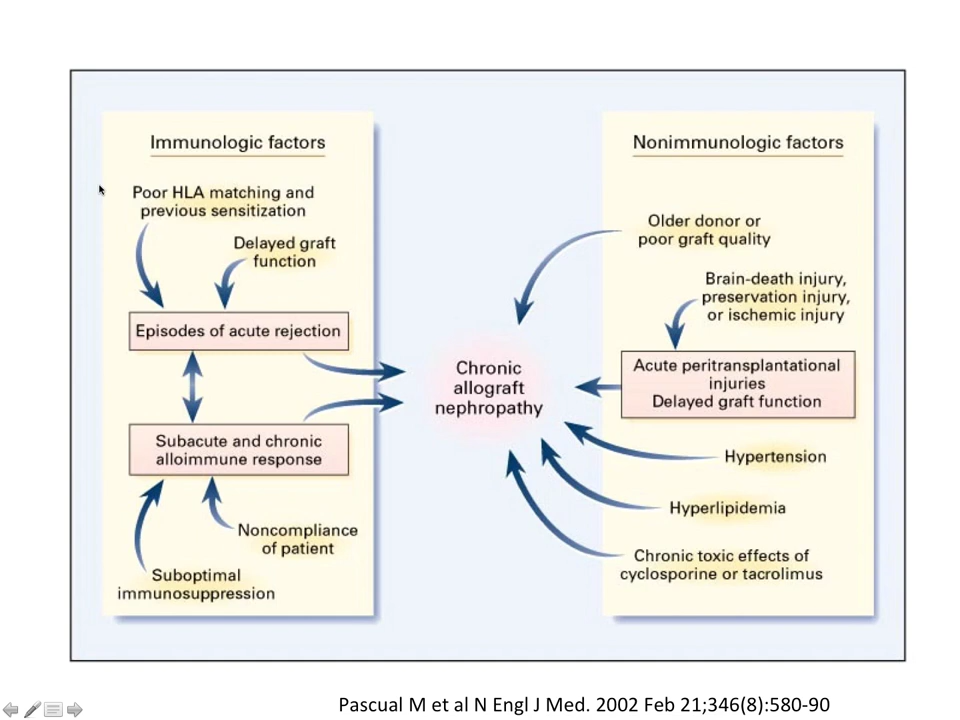 Immunologic factors
Poor HLA matching and
previous sensitization
Delayed graft
function
Episodes of acute rejection
Subacute and chronic
alloimmune response
Noncompliance
of patient
Suboptimal
immunosuppression
Chronic
allograft
nephropathy
Nonimmunologic factors
Older donor or
poor graft quality
Brain-death injury,
preservation injury,
or ischemic injury
Acute peritransplantational
injuries
Delayed graft function
Hypertension
Hyperlipidemia
Chronic toxic effects of
cyclosporine or tacrolimus
Pascual M et al N Engl J Med. 2002 Feb 21;346(8):580-90